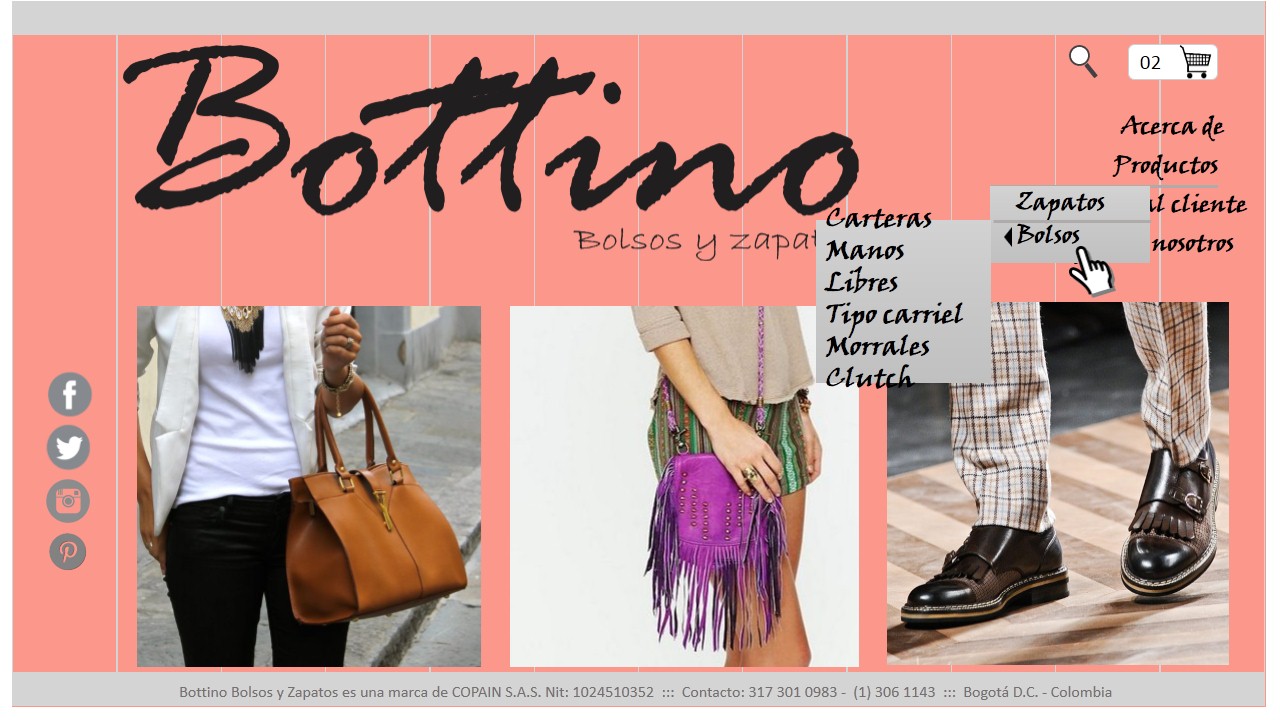 Bottino
Bolsos y zapat
02
Acerca de
Productos
al cliente
nosotros
Zapatos
Bolsos
Carteras
Manos
Libres
Tipo carriel
Morrales
Clutch
Bottino Bolsos y Zapatos es una marca de COPAIN S.A.S. Nit: 1024510352 ::: Contacto: 317 301 0983 - (1) 306 1143 ::: Bogotá D.C. - Colombia